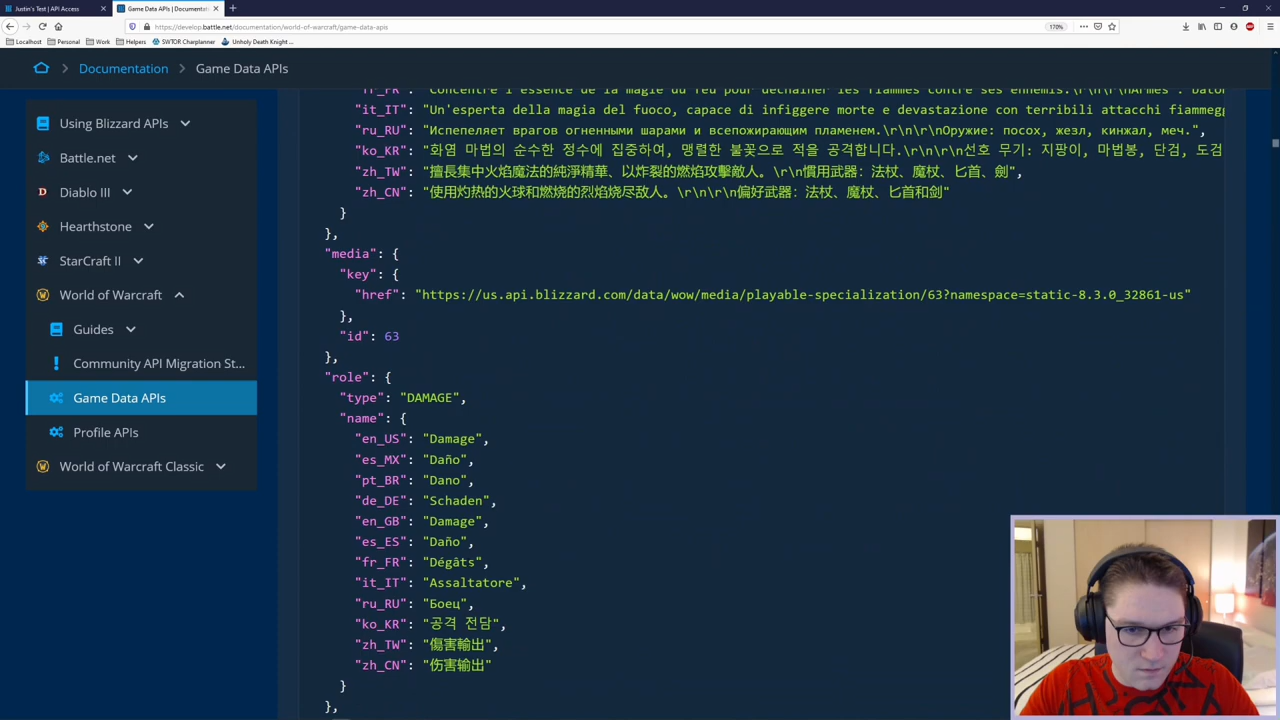 Justin's Test | API Access
Game Data APIs | Documentat
https://develop.battle.net/documentation/world-of-warcraft/game-data-apis
170%
Localhost
Personal
Work
Helpers
SWTOR Charplanner
Unholy Death Knight ...
Documentation
Game Data APIs
Using Blizzard APIs
Battle.net
Diablo III
Hearthstone
StarCraft II
World of Warcraft
Guides
Community API Migration St...
Game Data APIs
Profile APIs
World of Warcraft Classic
"it_IT": "Un'esperta della magia del fuoco, capace di infiggere morte e devastazione con terribili attacchi fiammegg
"ru_RU": "Испепеляет врагов огненными шарами и всепожирающим пламенем.\r\n\r\nОружие: посох, жезл, кинжал, меч.",
"ko_KR": "화염 마법의 순수한 정수에 집중하여, 맹렬한 불꽃으로 적을 공격합니다.\r\n\r\n선호 무기: 지팡이, 마법봉, 단검, 도검
"zh_TW": "擅長集中火焰魔法的純淨精華、以炸裂的燃焰攻擊敵人。\r\n\r\n慣用武器: 法杖、魔杖、匕首、劍",
"zh_CN": "使用灼热的火球和燃烧的烈焰烧尽敌人。\r\n\r\n偏好武器: 法杖、魔杖、匕首和剑"
}
},
"media": {
"key": {
"href": "https://us.api.blizzard.com/data/wow/media/playable-specialization/63?namespace=static-8.3.0_32861-us"
},
"id": 63
},
"role": {
"type": "DAMAGE",
"name": {
"en_US": "Damage",
"es_MX": "Daño",
"pt_BR": "Dano",
"de_DE": "Schaden",
"en_GB": "Damage",
"es_ES": "Daño",
"fr_FR": "Dégâts",
"it_IT": "Assaltatore",
"ru_RU": "Боец",
"ko_KR": "공격 전담",
"zh_TW": "傷害輸出",
"zh_CN": "伤害输出"
}
},